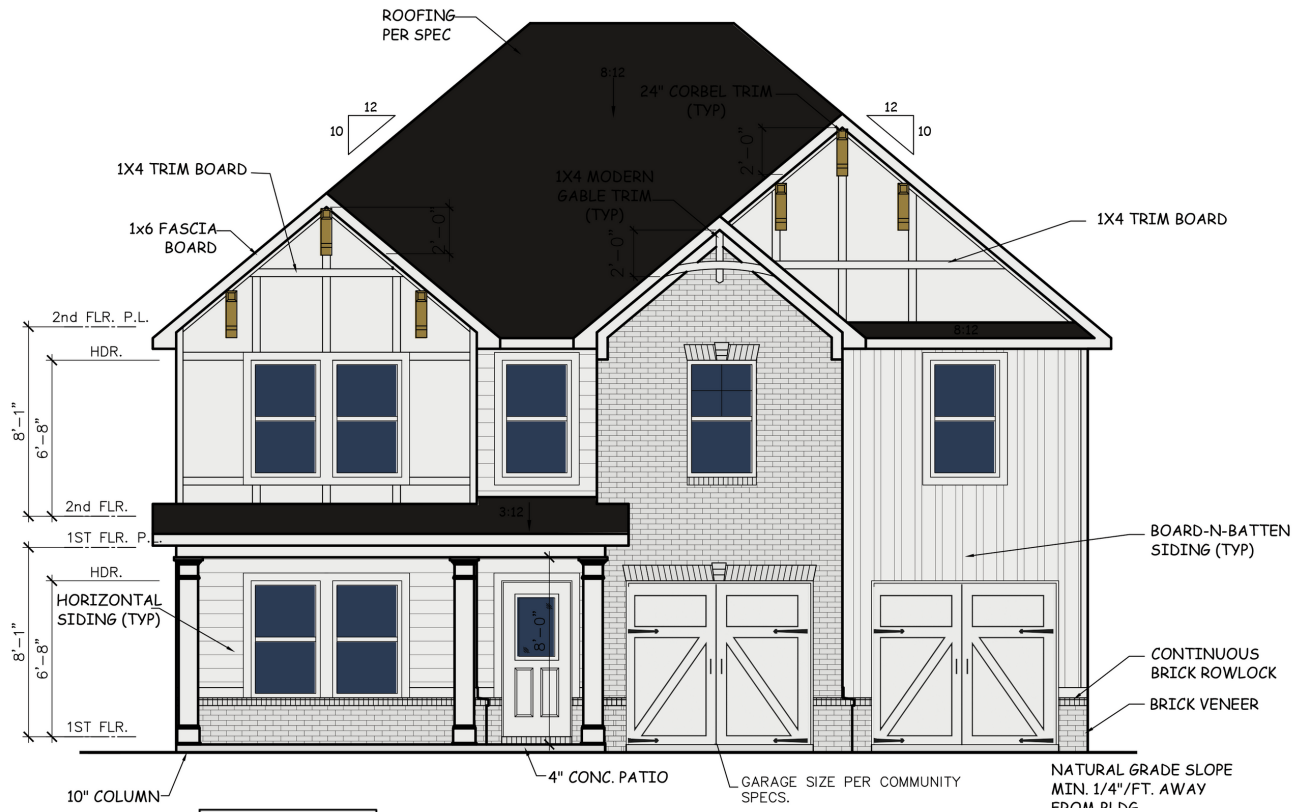 ROOFING
PER SPEC
8:12
24" CORBEL TRIM
(TYP)
12
10
12
10
2'-0"
1X4 TRIM BOARD
1X4 MODERN
GABLE TRIM
(TYP)
1x6 FASCIA
BOARD
2'-0"
2'-0"
1X4 TRIM BOARD
2nd FLR. P.L.
HDR.
8:12
8'-1"
6'-8"
2nd FLR.
3:12
1ST FLR. P.L.
BOARD-N-BATTEN
SIDING (TYP)
HDR.
HORIZONTAL
SIDING (TYP)
8'-1"
6'-8"
8'-0"
CONTINUOUS
BRICK ROWLOCK
BRICK VENEER
1ST FLR.
10" COLUMN
4" CONC. PATIO
GARAGE SIZE PER COMMUNITY
SPECS.
NATURAL GRADE SLOPE
MIN. 1/4"/FT. AWAY
FROM BLDG.